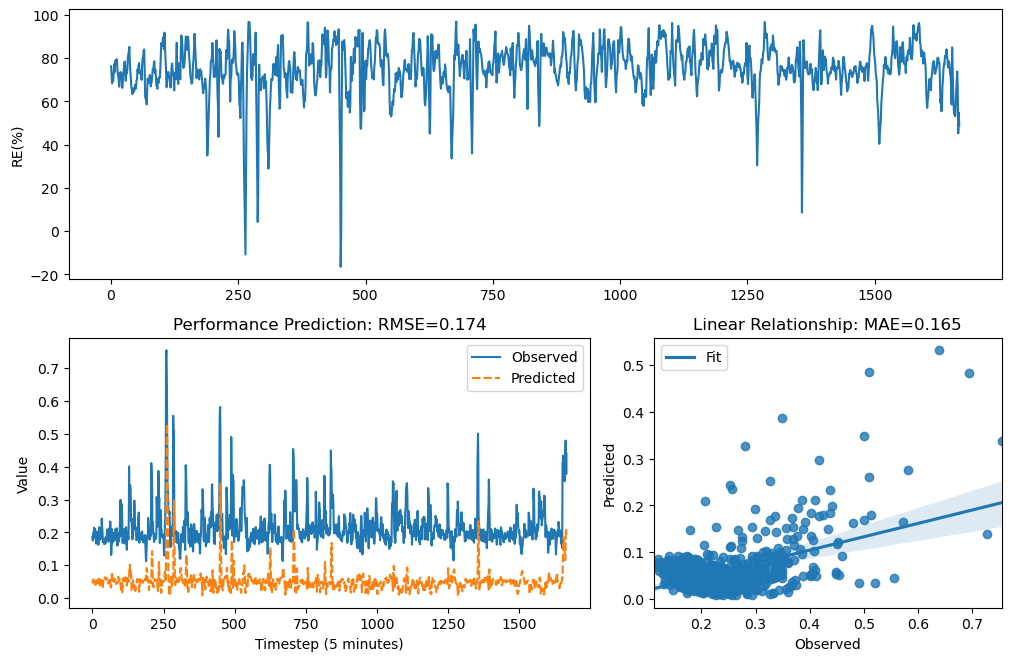 RE(%)
100
80
60
40
20
0
−20
0 250 500 750 1000 1250 1500
Performance Prediction: RMSE=0.174
Value
0.7
0.6
0.5
0.4
0.3
0.2
0.1
0.0
Observed
Predicted
0 250 500 750 1000 1250 1500
Timestep (5 minutes)
Linear Relationship: MAE=0.165
Predicted
0.5
0.4
0.3
0.2
0.1
0.0
Fit
0.2 0.3 0.4 0.5 0.6 0.7
Observed